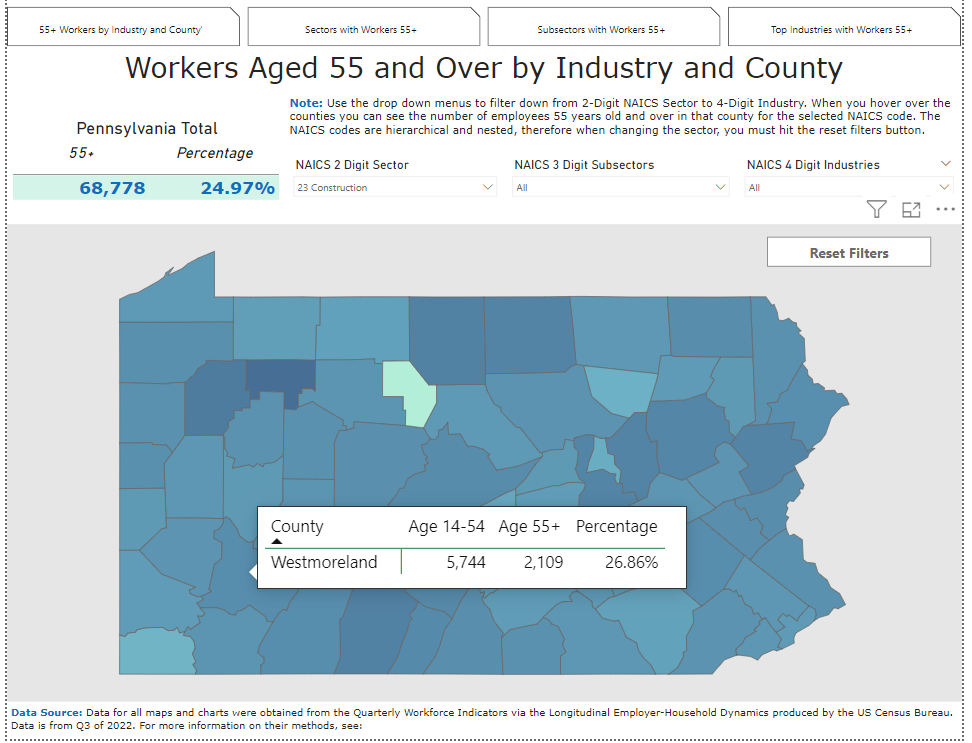 55+ Workers by Industry and County'
Sectors with Workers 55+
Subsectors with Workers 55+
Top Industries with Workers 55+
Workers Aged 55 and Over by Industry and County
Note: Use the drop down menus to filter down from 2-Digit NAICS Sector to 4-Digit Industry. When you hover over the
counties you can see the number of employees 55 years old and over in that county for the selected NAICS code. The
NAICS codes are hierarchical and nested, therefore when changing the sector, you must hit the reset filters button.
Pennsylvania Total
55+ Percentage
68,778 24.97%
NAICS 2 Digit Sector
23 Construction
NAICS 3 Digit Subsectors
All
NAICS 4 Digit Industries
All
Reset Filters
County Age 14-54 Age 55+ Percentage
Westmoreland 5,744 2,109 26.86%
Data Source: Data for all maps and charts were obtained from the Quarterly Workforce Indicators via the Longitudinal Employer-Household Dynamics produced by the US Census Bureau.
Data is from Q3 of 2022. For more information on their methods, see: